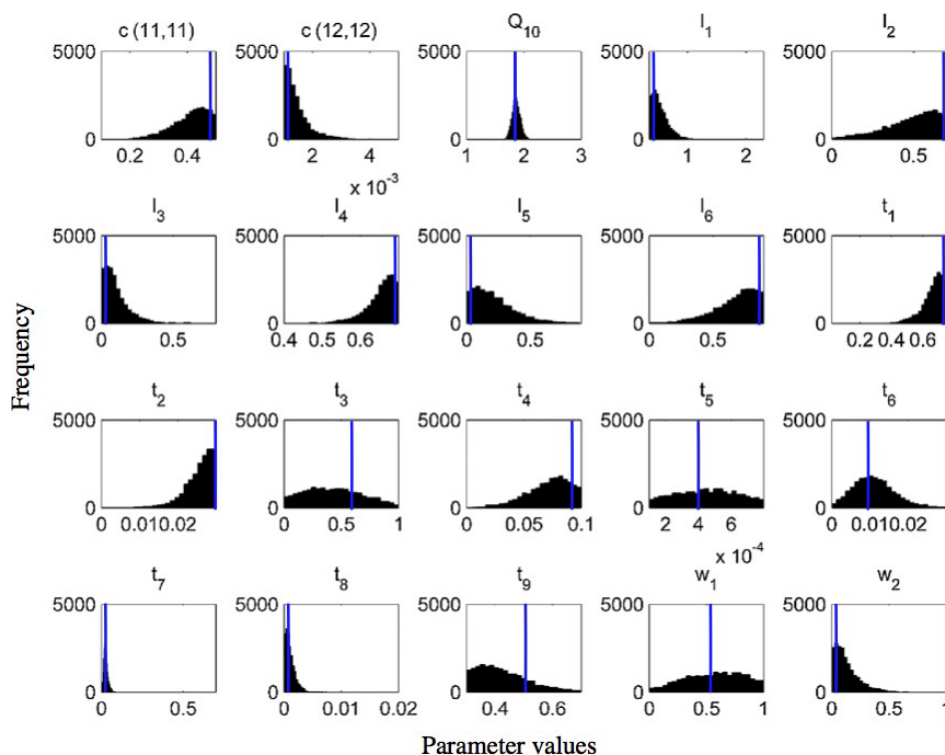 c (11,11) c (12,12) Q10 l1 l2
5000 5000 5000 5000 5000
0 0 0 0 0
0.2 0.4 2 4 1 2 3 1 2 0 0.5
x 10-3
l3 l4 l5 l6 t1
5000 5000 5000 5000 5000
0 0 0 0 0
0 0.5 0.4 0.5 0.6 0 0.5 0 0.5 0.2 0.4 0.6
Frequency
t2 t3 t4 t5 t6
5000 5000 5000 5000 5000
0 0 0 0 0
0 0.010.02 0 0.5 1 0 0.05 0.1 2 4 6 0 0.010.02
x 10-4
t7 t8 t9 w1 w2
5000 5000 5000 5000 5000
0 0 0 0 0
0 0.5 0 0.01 0.02 0.4 0.6 0 0.5 1 0 0.5 1
Parameter values